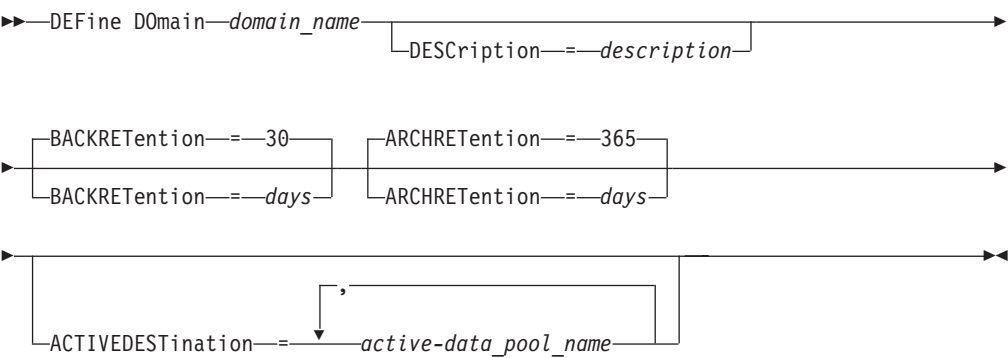 DEFine DOmain domain_name
DESCription = description
BACKRETention = 30 ARCHRETention = 365
BACKRETention = days ARCHRETention = days
,
ACTIVEDESTination = active-data_pool_name